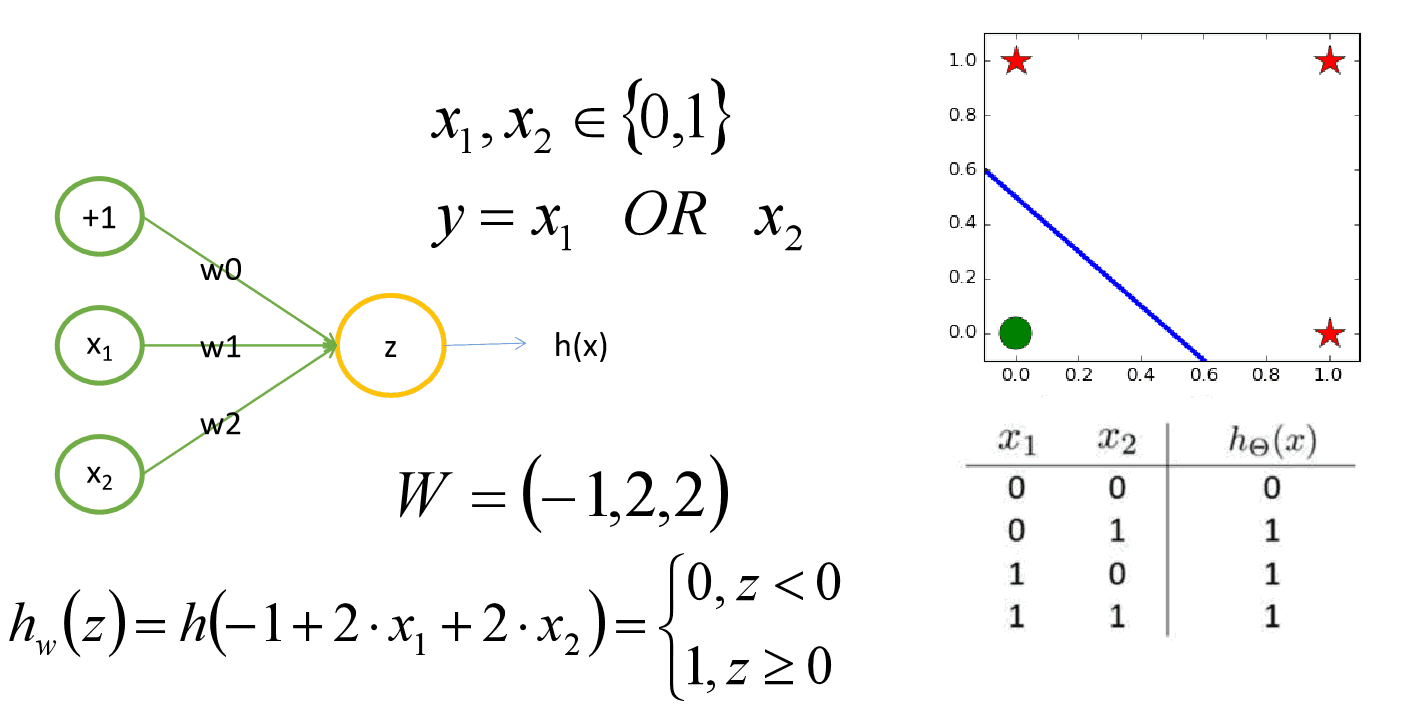 x₁, x₂ ∈ {0,1}
y = x₁ OR x₂
+1
w0
x₁
w1
z
h(x)
w2
x₂
W = (−1,2,2)
h_w(z) = h(−1 + 2 · x₁ + 2 · x₂) = { 0, z < 0
1, z ≥ 0
1.0
0.8
0.6
0.4
0.2
0.0
0.0 0.2 0.4 0.6 0.8 1.0
x₁ x₂ h_Θ(x)
0 0 0
0 1 1
1 0 1
1 1 1